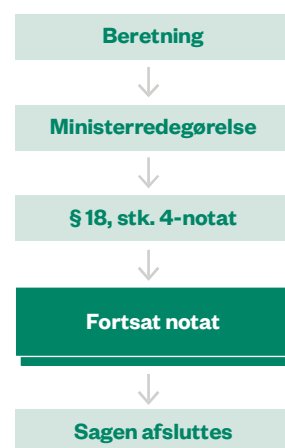 Beretning
Ministerredegørelse
§ 18, stk. 4-notat
Fortsat notat
Sagen afsluttes